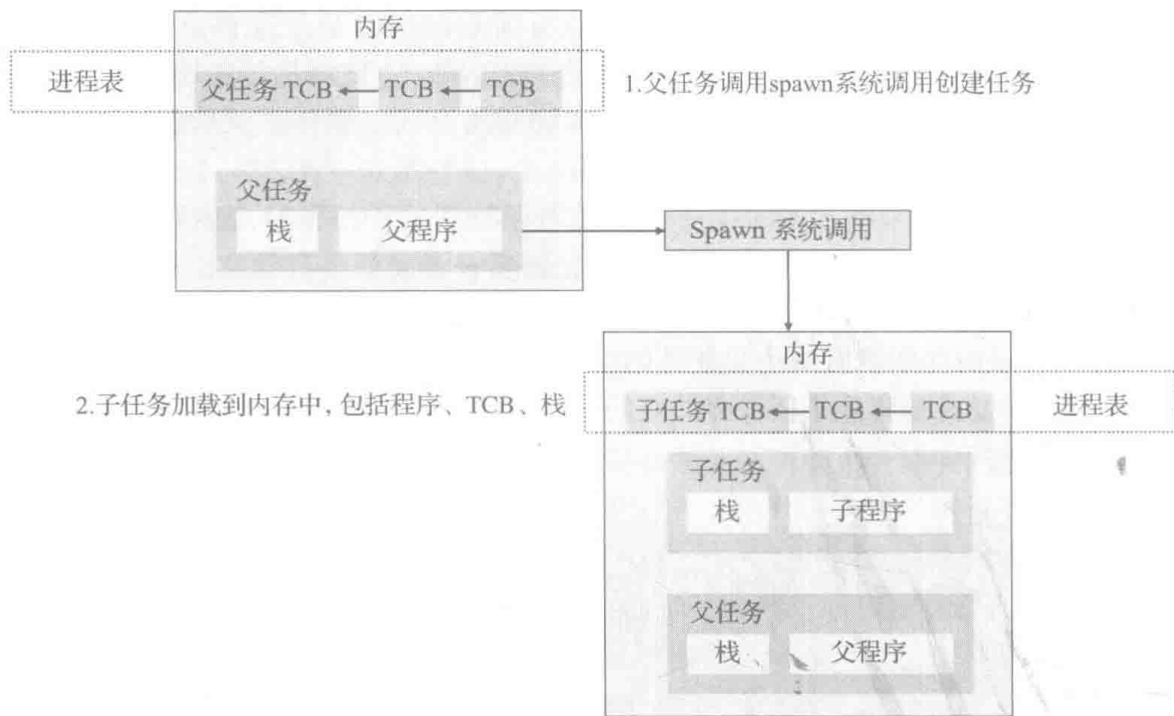 内存
进程表
父任务 TCB TCB TCB
1.父任务调用spawn系统调用创建任务
父任务
栈 父程序
Spawn 系统调用
内存
2.子任务加载到内存中，包括程序、TCB、栈
子任务 TCB TCB TCB
进程表
子任务
栈 子程序
父任务
栈 父程序